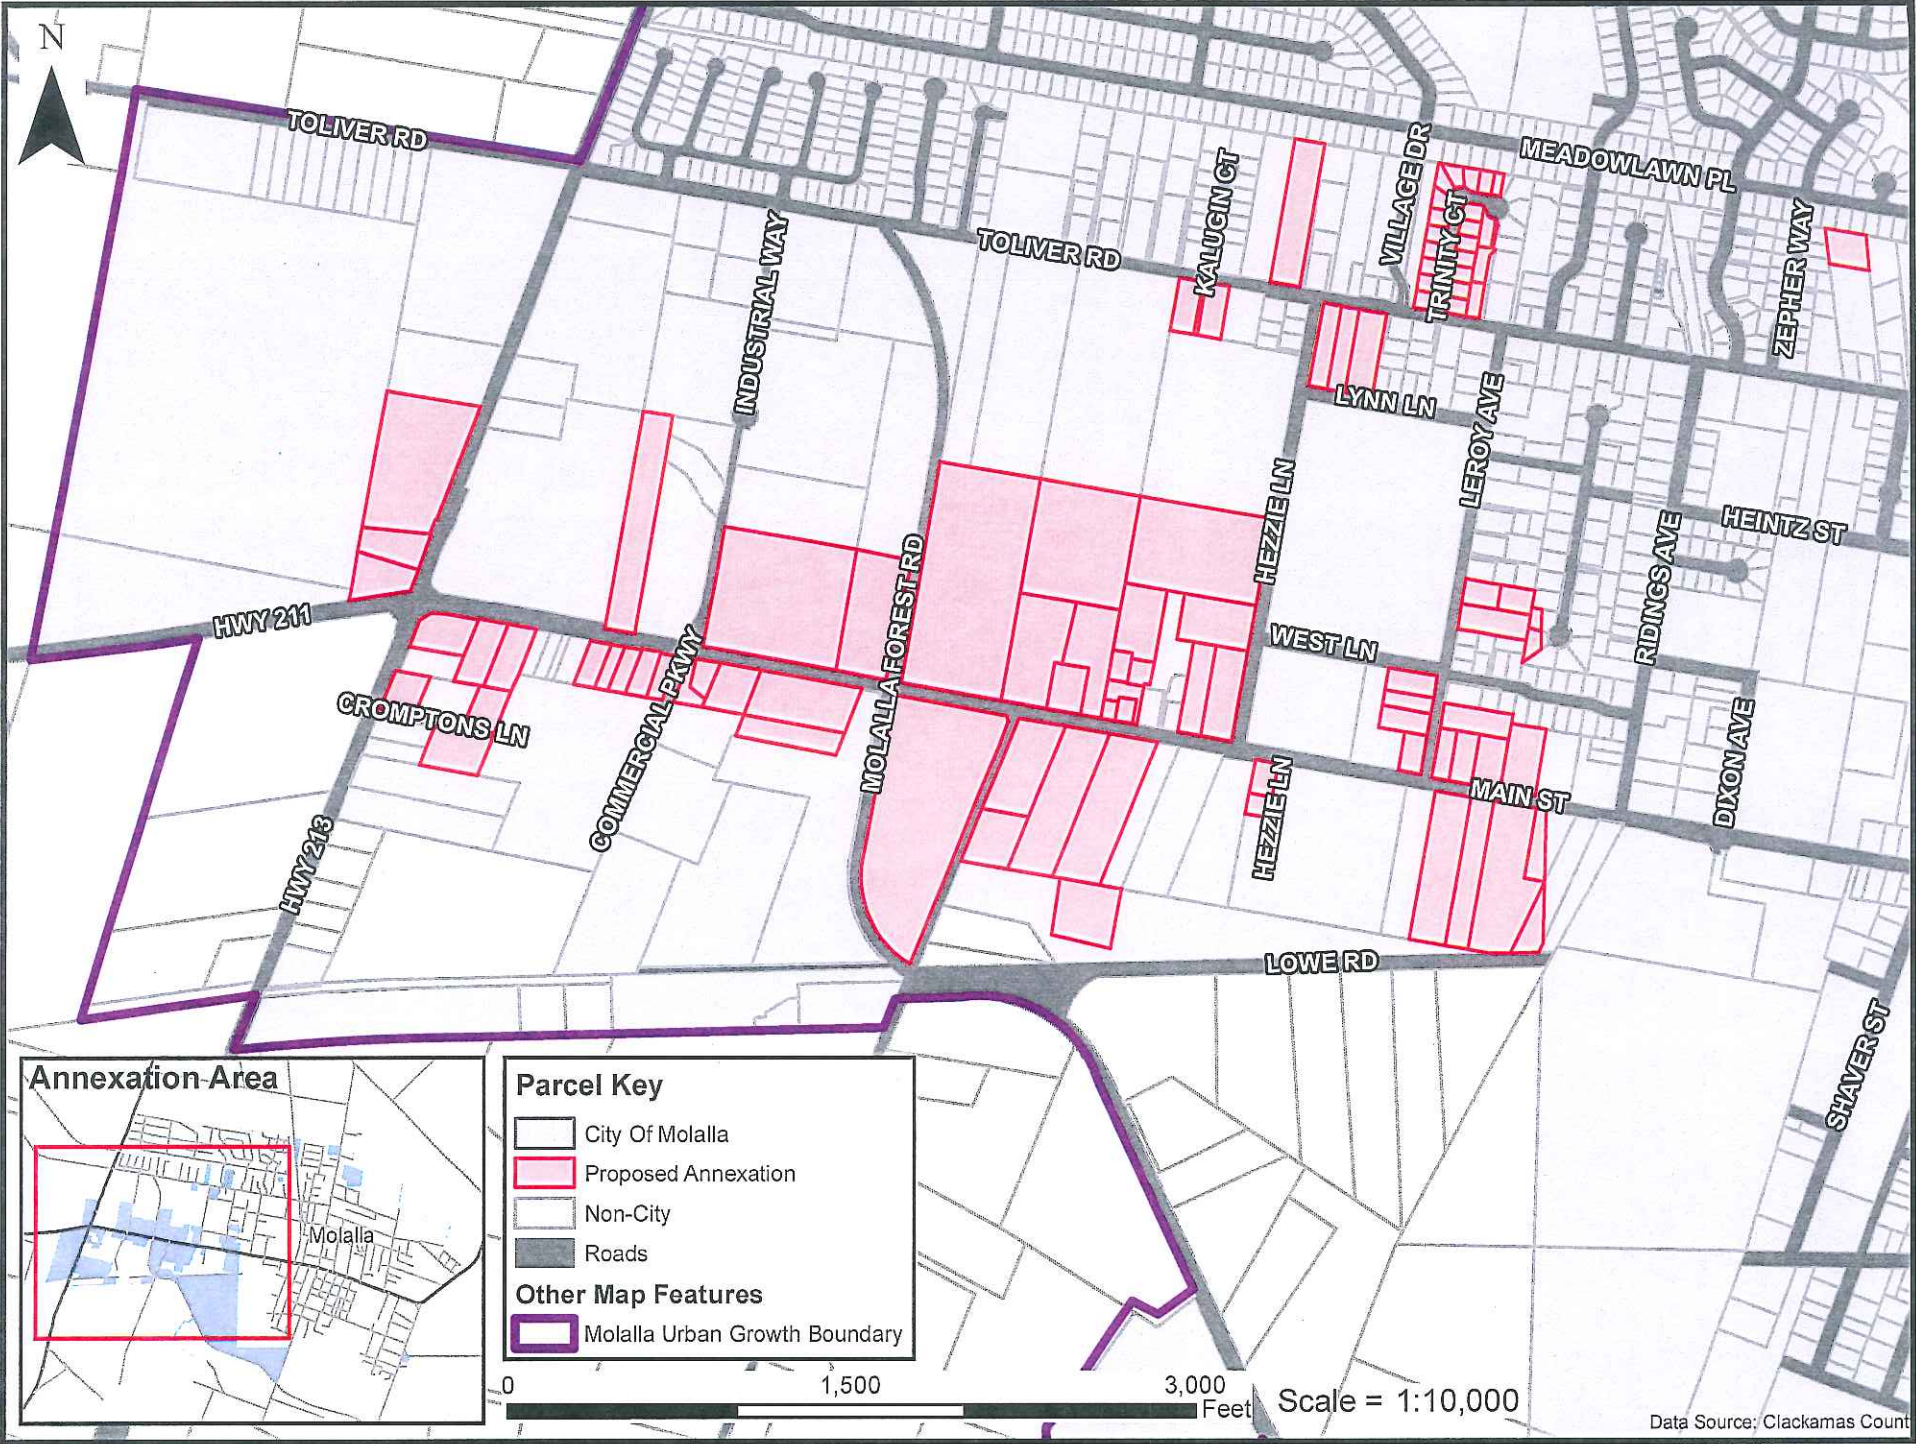 N
TOLIVER RD
MEADOWLAWN PL
VILLAGE DR
KALUGIN CT
TRINITY CT
ZEPHER WAY
INDUSTRIAL WAY
TOLIVER RD
LYNN LN
LEROY AVE
HEZZIE LN
HEINTZ ST
RIDINGS AVE
MOLALLA FOREST RD
HWY 211
WEST LN
CROMPTONS LN
COMMERCIAL PKWY
MOLALLA FOREST RD
DIXON AVE
MAIN ST
HEZZIE LN
HWY 213
LOWE RD
SHAVER ST
Annexation Area
Molalla
Parcel Key
City Of Molalla
Proposed Annexation
Non-City
Roads
Other Map Features
Molalla Urban Growth Boundary
0 1,500 3,000
Feet
Scale = 1:10,000
Data Source: Clackamas Count